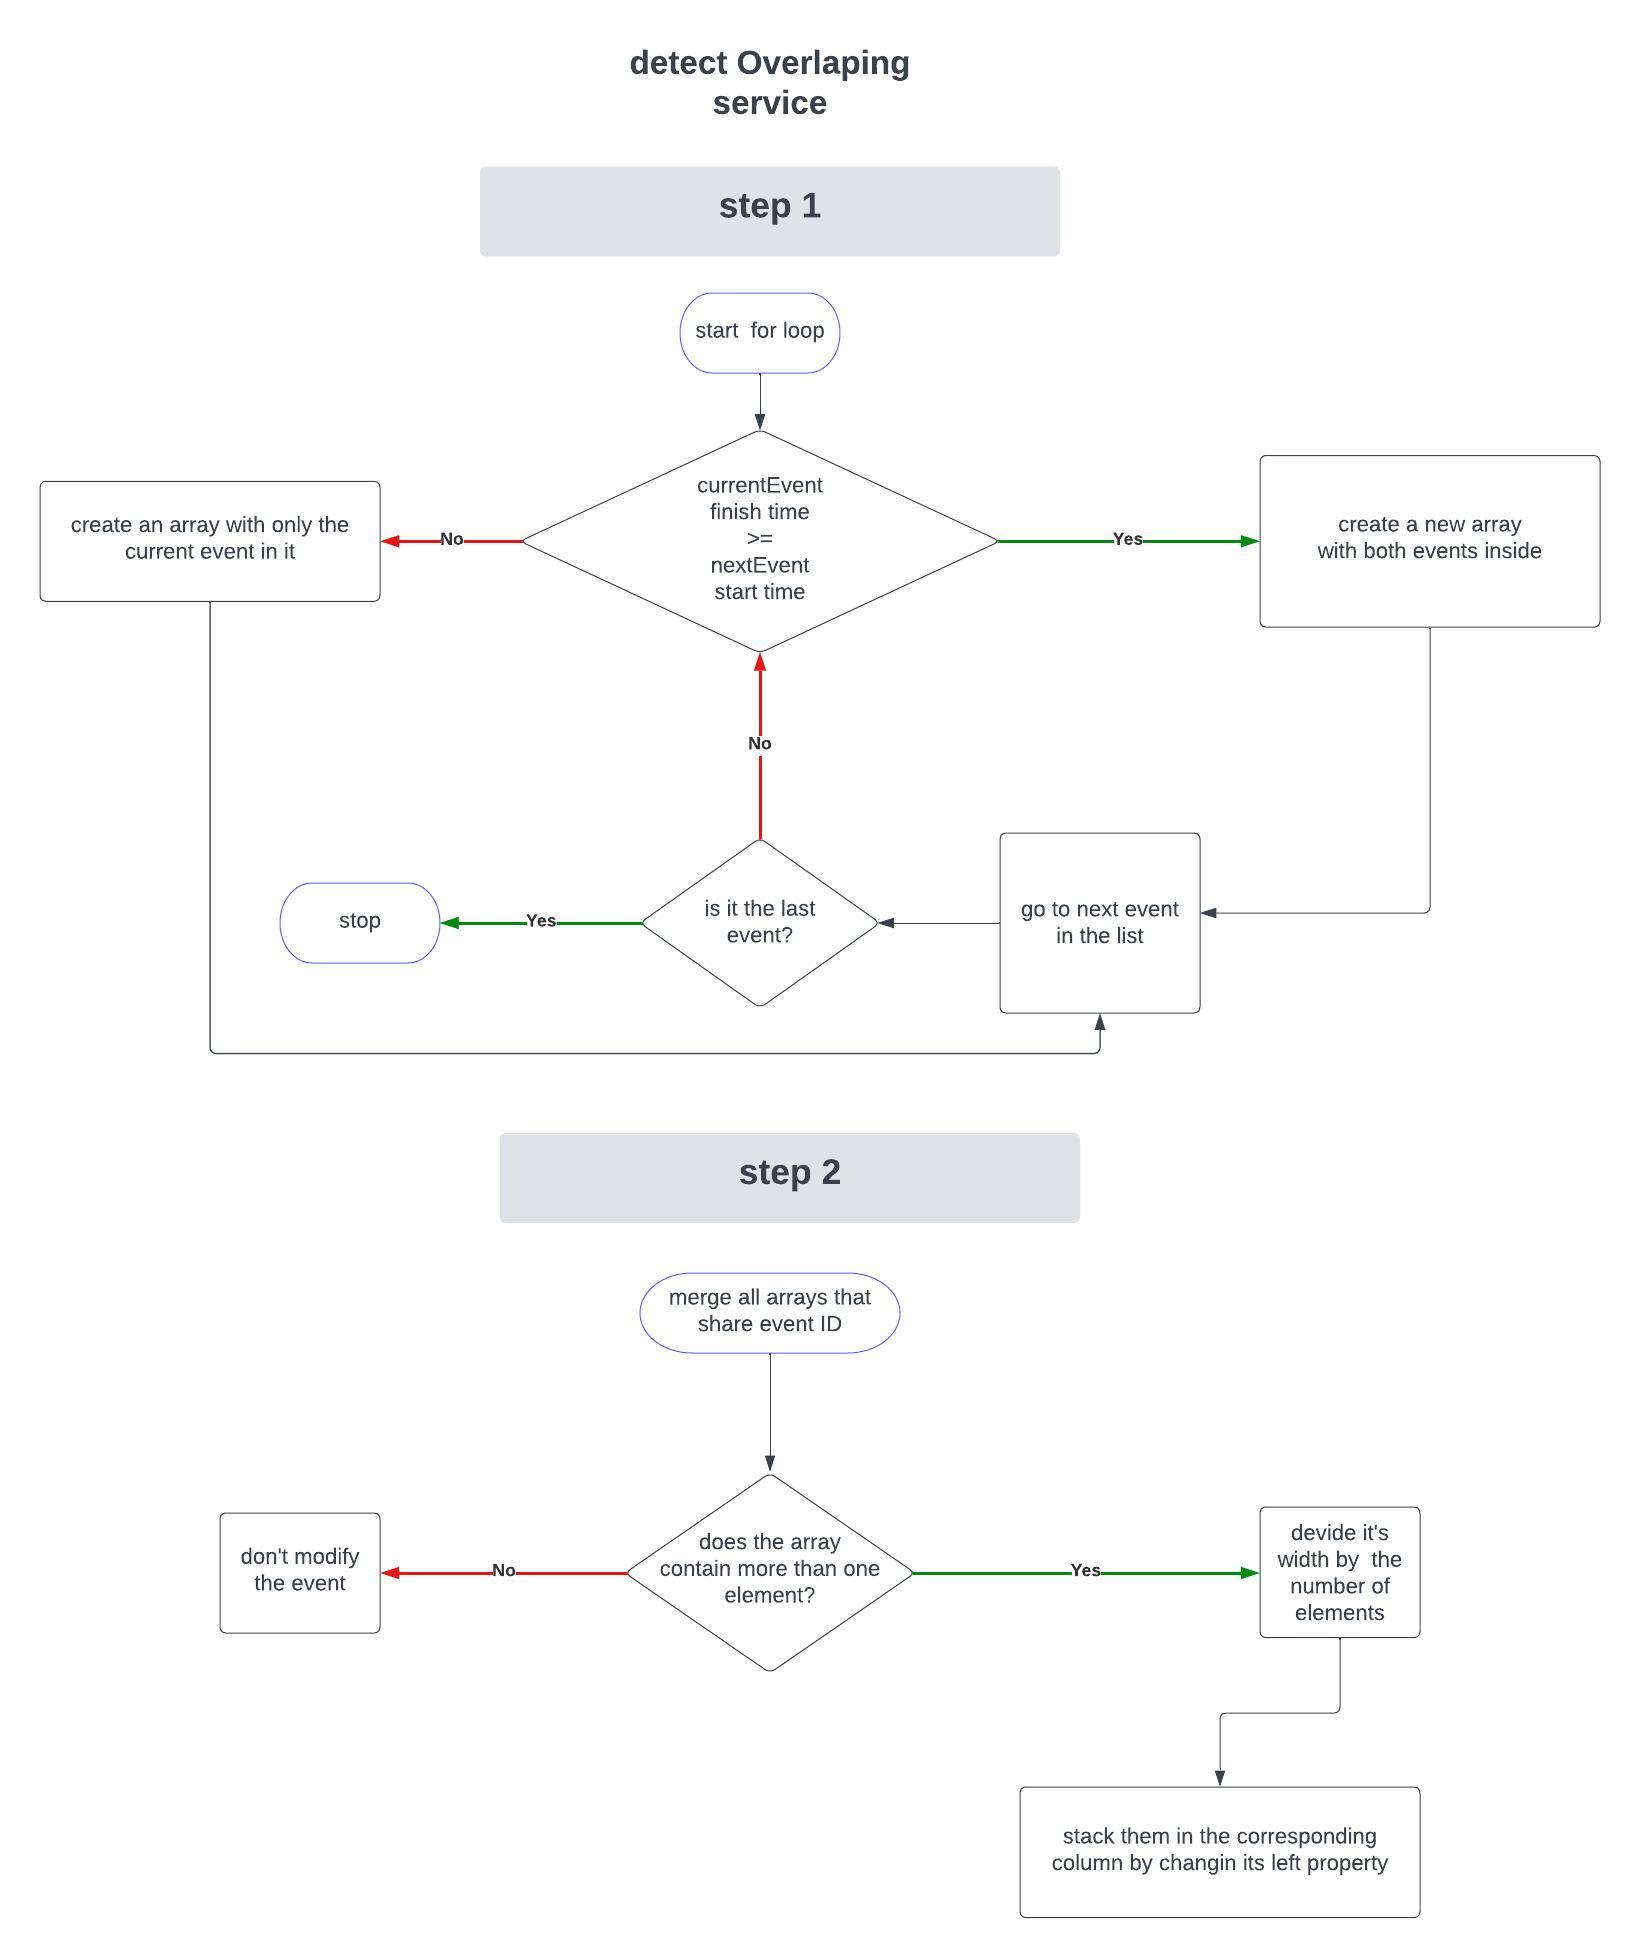 detect Overlaping
service
step 1
start  for loop
currentEvent
finish time
>=
nextEvent
start time
No
create an array with only the
current event in it
Yes
create a new array
with both events inside
No
go to next event
in the list
is it the last
event?
Yes
stop
step 2
merge all arrays that
share event ID
does the array
contain more than one
element?
No
don't modify
the event
Yes
devide it's
width by  the
number of
elements
stack them in the corresponding
column by changin its left property